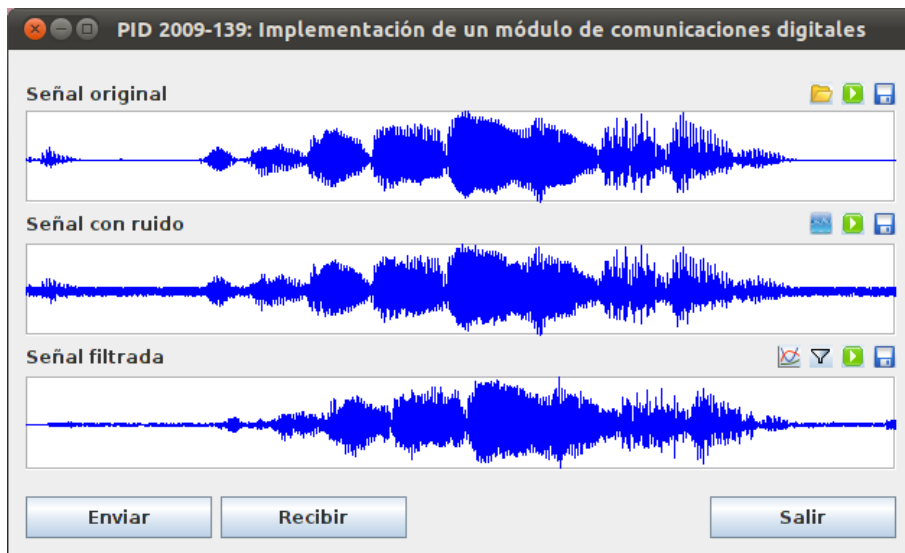 PID 2009-139: Implementación de un módulo de comunicaciones digitales
Señal original
Señal con ruido
Señal filtrada
Enviar
Recibir
Salir